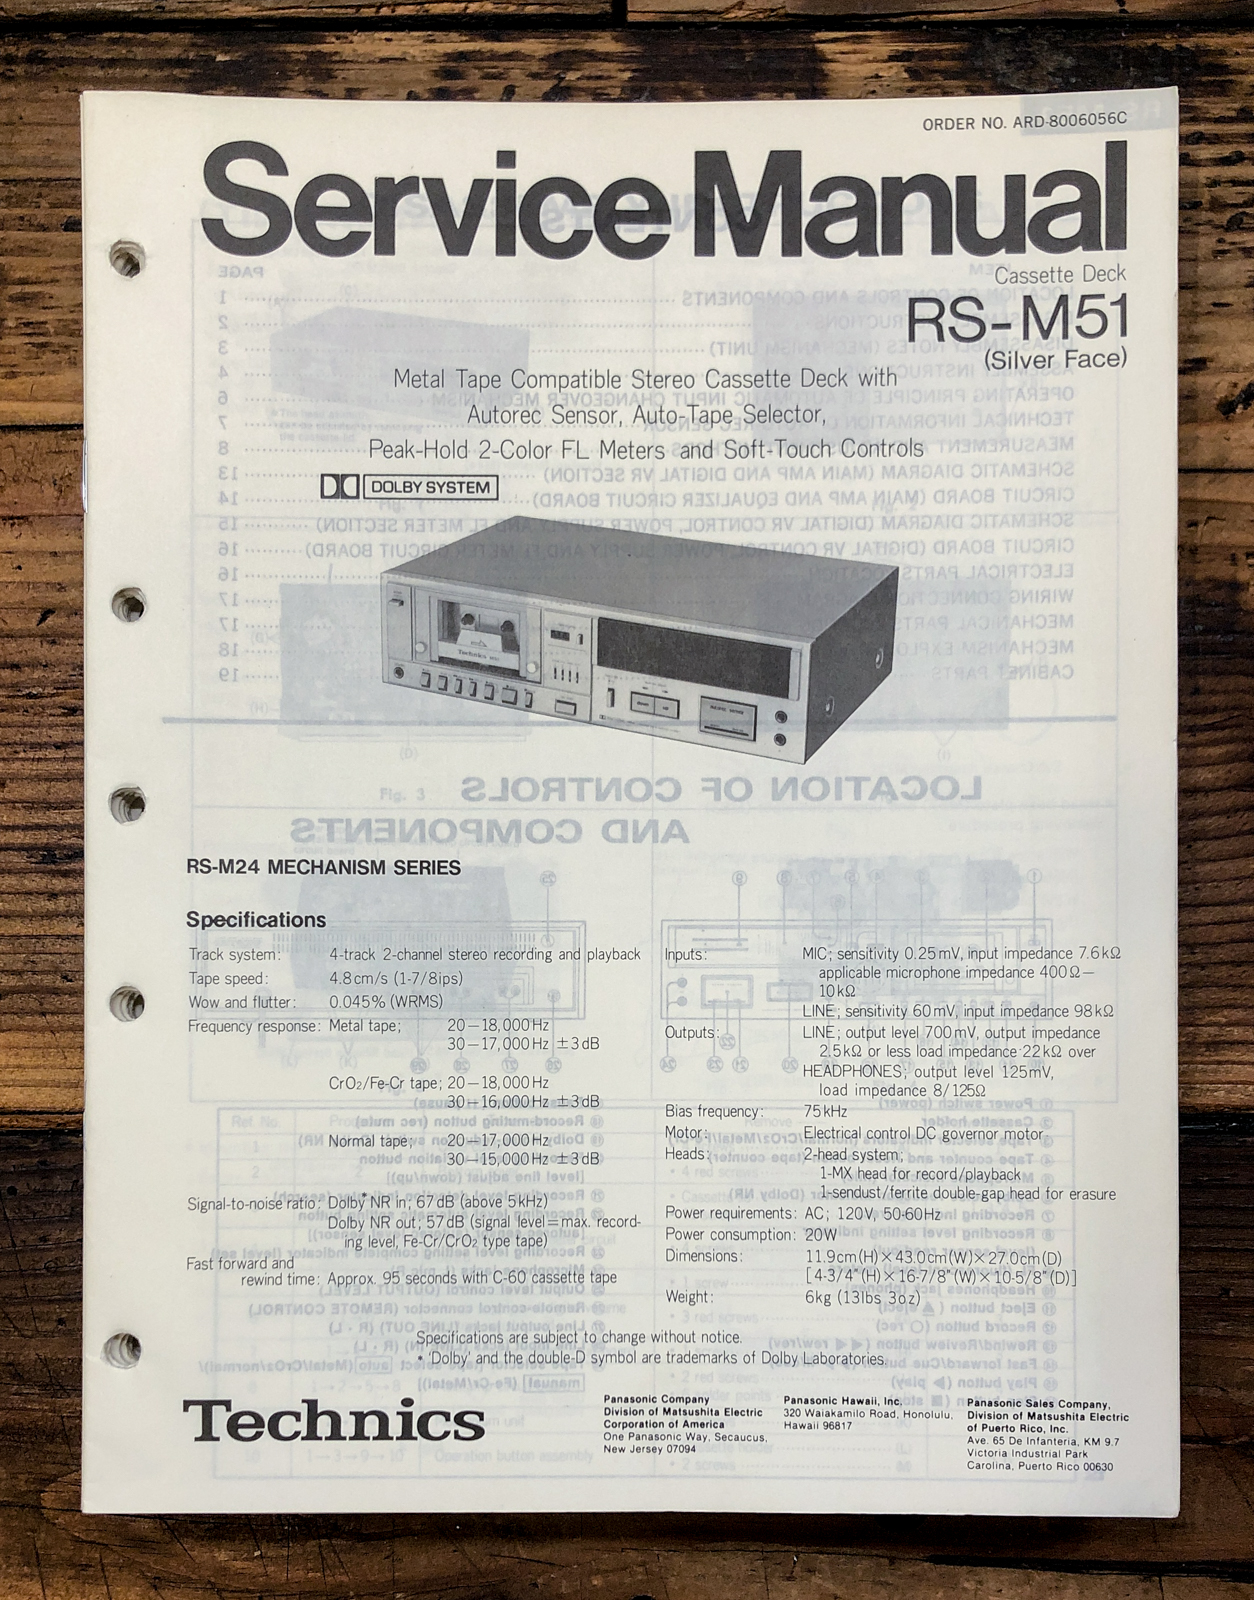 ORDER NO. ARD-8006056C
Service Manual
Cassette Deck
RS-M51
(Silver Face)
Metal Tape Compatible Stereo Cassette Deck with
Autorec Sensor, Auto-Tape Selector,
Peak-Hold 2-Color FL Meters and Soft-Touch Controls
DOLBY SYSTEM
Technics
RS-M24 MECHANISM SERIES
Specifications
Track system: 4-track 2-channel stereo recording and playback
Tape speed: 4.8cm/s (1-7/8ips)
Wow and flutter: 0.045% (WRMS)
Frequency response: Metal tape; 20—18,000Hz
30—17,000Hz ±3dB
CrO₂/Fe-Cr tape; 20—18,000Hz
30—16,000Hz ±3dB
Normal tape; 20—17,000Hz
30—15,000Hz ±3dB
Signal-to-noise ratio: Dolby* NR in; 67dB (above 5kHz)
Dolby NR out; 57dB (signal level=max. record-
ing level, Fe-Cr/CrO₂ type tape)
Fast forward and
rewind time: Approx. 95 seconds with C-60 cassette tape
Inputs: MIC; sensitivity 0.25mV, input impedance 7.6kΩ
applicable microphone impedance 400Ω—
10kΩ
LINE; sensitivity 60mV, input impedance 98kΩ
Outputs: LINE; output level 700mV, output impedance
2.5kΩ or less load impedance 22kΩ over
HEADPHONES; output level 125mV,
load impedance 8/125Ω
Bias frequency: 75kHz
Motor: Electrical control DC governor motor
Heads: 2-head system;
1-MX head for record/playback
1-sendust/ferrite double-gap head for erasure
Power requirements: AC; 120V, 50-60Hz
Power consumption: 20W
Dimensions: 11.9cm(H)×43.0cm(W)×27.0cm(D)
[4-3/4"(H)×16-7/8"(W)×10-5/8"(D)]
Weight: 6kg (13lbs 3oz)
Specifications are subject to change without notice.
* 'Dolby' and the double-D symbol are trademarks of Dolby Laboratories.
Technics
Panasonic Company
Division of Matsushita Electric
Corporation of America
One Panasonic Way, Secaucus,
New Jersey 07094
Panasonic Hawaii, Inc.
320 Waiakamilo Road, Honolulu,
Hawaii 96817
Panasonic Sales Company,
Division of Matsushita Electric
of Puerto Rico, Inc.
Ave. 65 De Infanteria, KM 9.7
Victoria Industrial Park
Carolina, Puerto Rico 00630